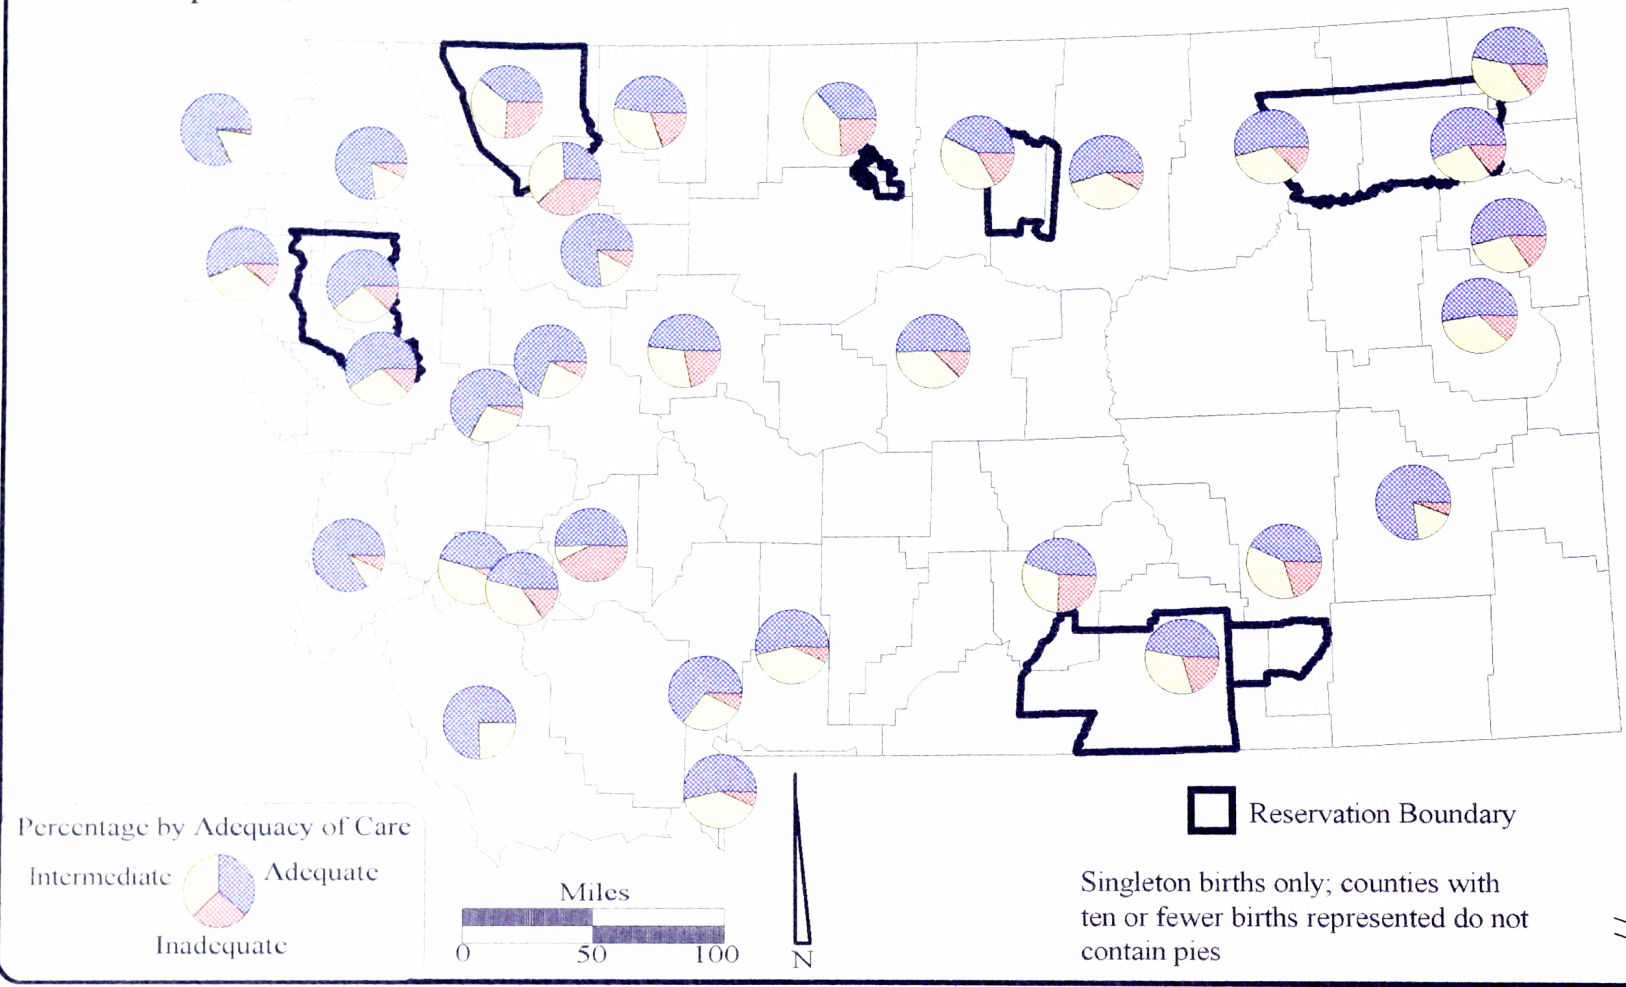 Percentage by Adequacy of Care
Intermediate
Adequate
Inadequate
Miles
0 50 100
N
Reservation Boundary
Singleton births only; counties with
ten or fewer births represented do not
contain pies